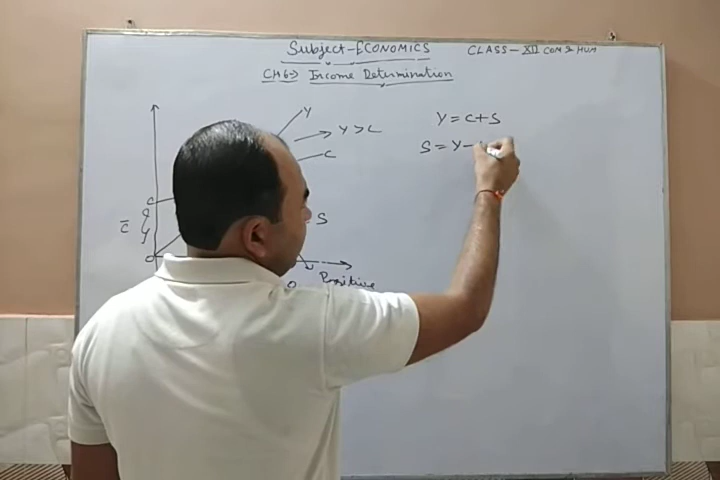 Subject-ECONOMICS CLASS-XII COM & HUM
CH6→ Income Determination
Y
Y > C
C
Y = C+S
S = Y-
C
C̄
S
O
Positive
O